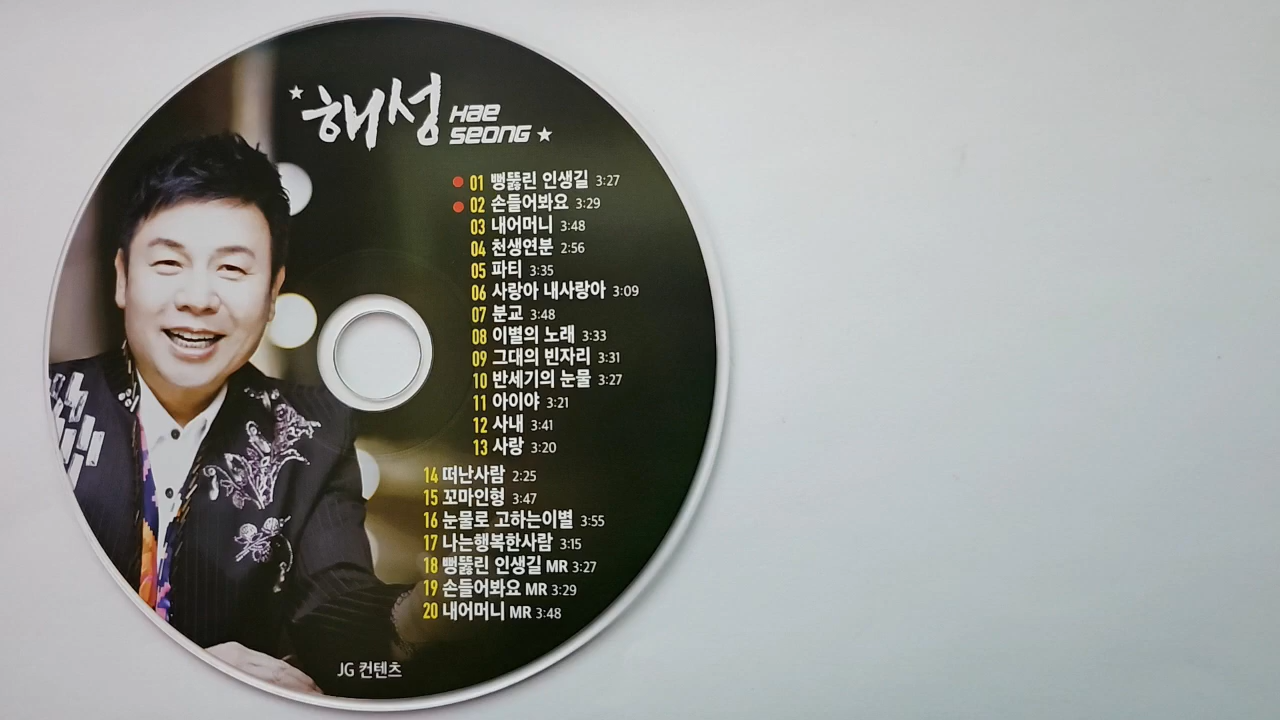 해성 Hae
seong
01 뻥뚫린 인생길 3:27
02 손들어봐요 3:29
03 내어머니 3:48
04 천생연분 2:56
05 파티 3:35
06 사랑아 내사랑아 3:09
07 분교 3:48
08 이별의 노래 3:33
09 그대의 빈자리 3:31
10 반세기의 눈물 3:27
11 아이야 3:21
12 사내 3:41
13 사랑 3:20
14 떠난사람 2:25
15 꼬마인형 3:47
16 눈물로 고하는이별 3:55
17 나는행복한사람 3:15
18 뻥뚫린 인생길 MR 3:27
19 손들어봐요 MR 3:29
20 내어머니 MR 3:48
JG 컨텐츠